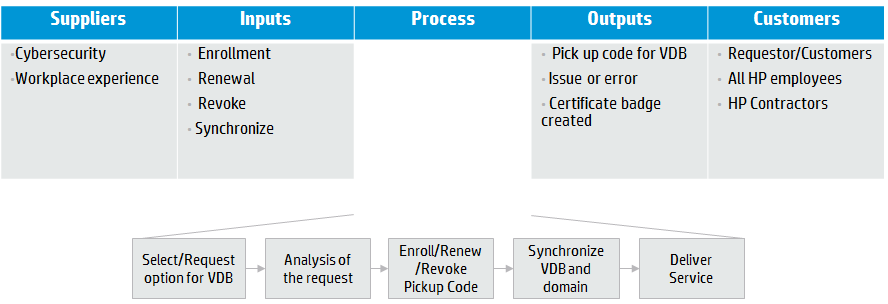 Suppliers
Inputs
Process
Outputs
Customers
•Cybersecurity
•Workplace experience
• Enrollment
• Renewal
• Revoke
• Synchronize
• Pick up code for VDB
• Issue or error
• Certificate badge
created
• Requestor/Customers
• All HP employees
• HP Contractors
Select/Request
option for VDB
Analysis of
the request
Enroll/Renew
/Revoke
Pickup Code
Synchronize
VDB and
domain
Deliver
Service